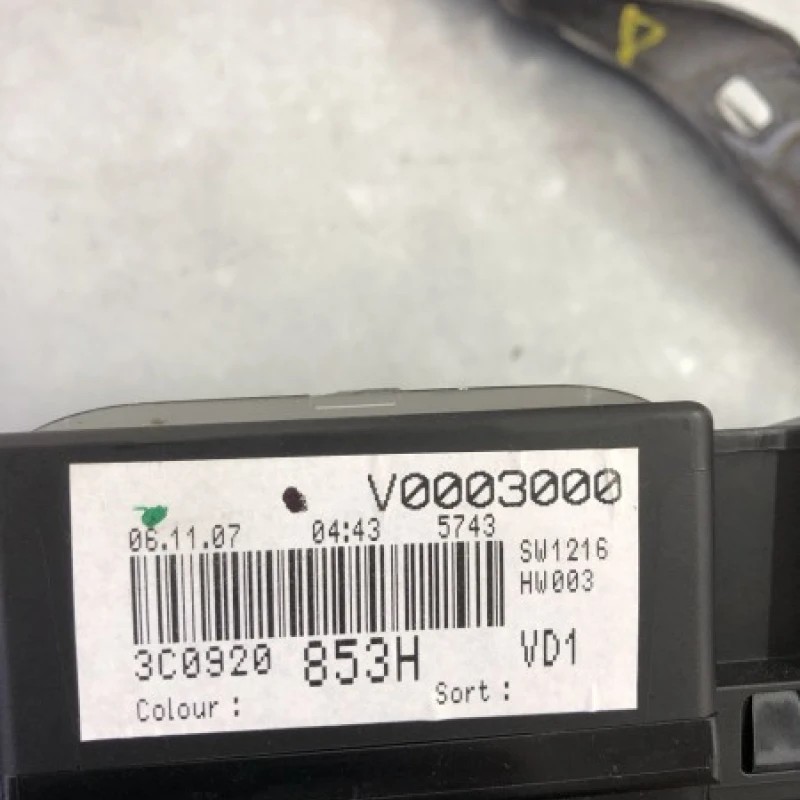 V0003000
06.11.07 04:43 5743
SW1216
HW003
3C0920 853H VD1
Colour : Sort :